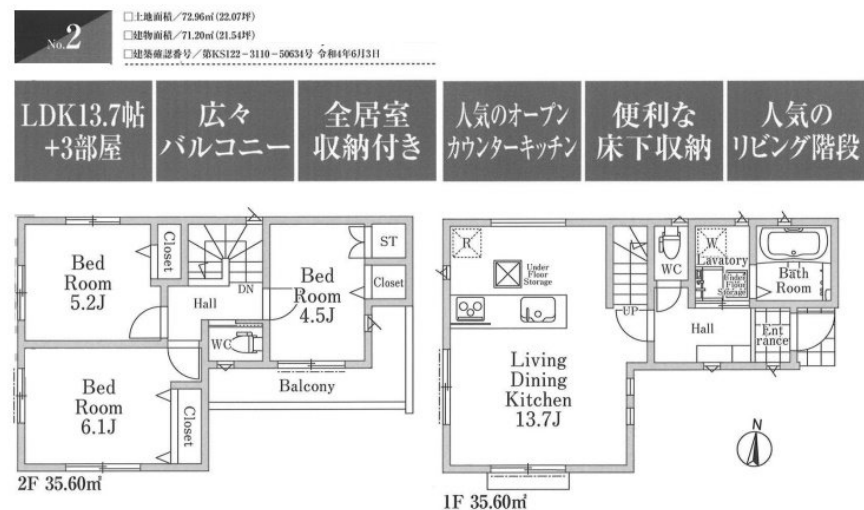 No.2
□土地面積/72.96㎡(22.07坪)
□建物面積/71.20㎡(21.54坪)
□建築確認番号/第KS122-3110-50634号 令和4年6月3日
LDK13.7帖
+3部屋
広々
バルコニー
全居室
収納付き
人気のオープン
カウンターキッチン
便利な
床下収納
人気の
リビング階段
Bed
Room
5.2J
Closet
Hall
DN
Bed
Room
4.5J
ST
Closet
WC
Balcony
Bed
Room
6.1J
Closet
2F 35.60㎡
R
Under
Floor
Storage
UP
WC
W
Lavatory
Under
Floor
Storage
Bath
Room
Hall
Ent
rance
Living
Dining
Kitchen
13.7J
N
1F 35.60㎡